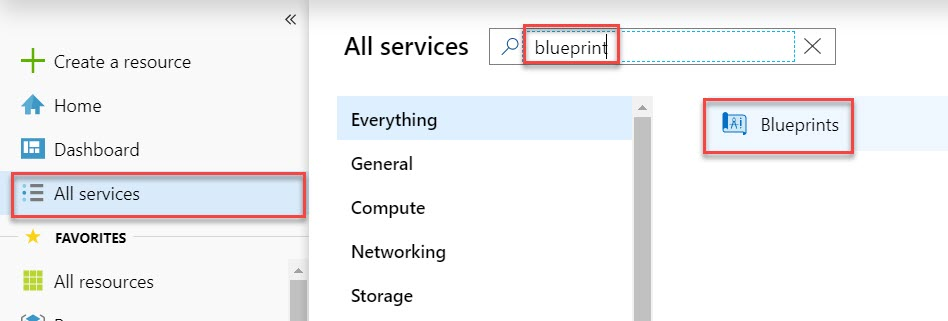 «
Create a resource
Home
Dashboard
All services
FAVORITES
All resources
All services
blueprint
Everything
General
Compute
Networking
Storage
Blueprints